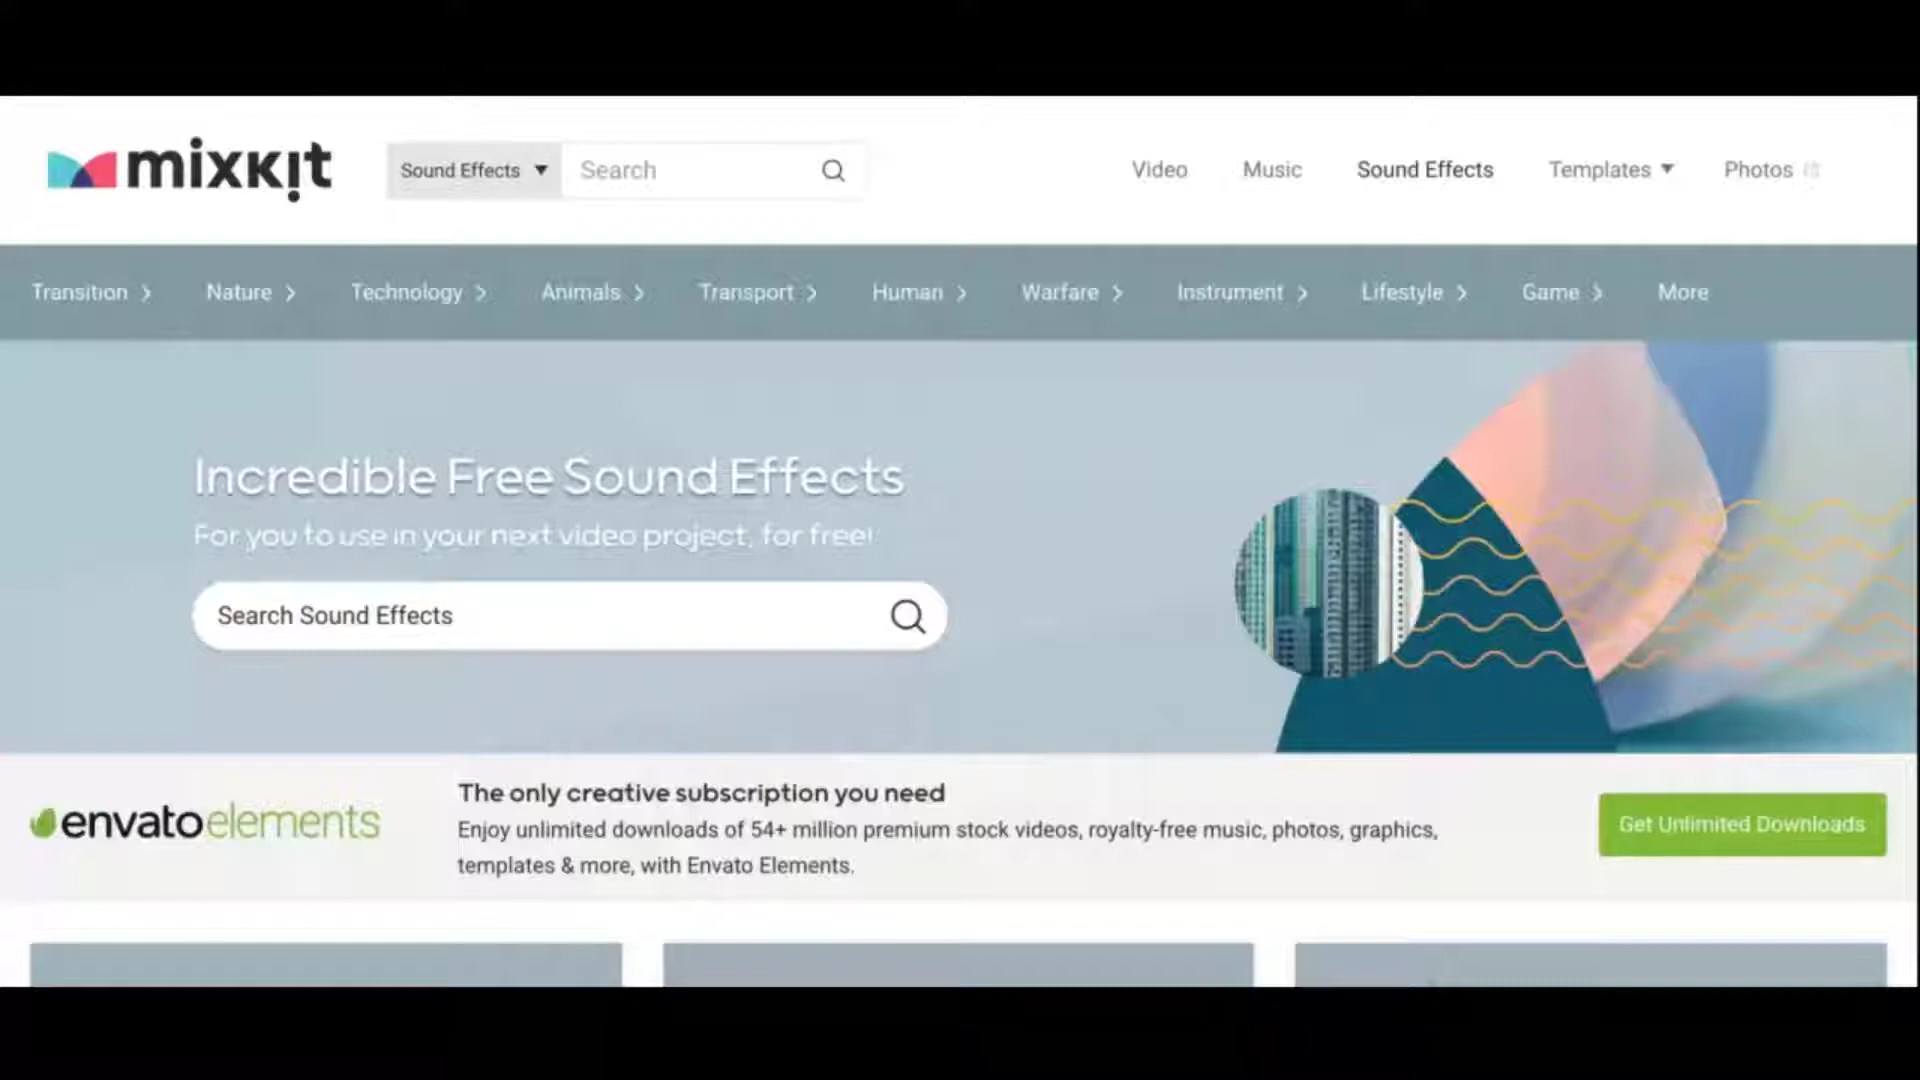 mixkit
Sound Effects Search
Video Music Sound Effects Templates Photos
Transition Nature Technology Animals Transport Human Warfare Instrument Lifestyle Game More
Incredible Free Sound Effects
For you to use in your next video project, for free!
Search Sound Effects
envatoelements
The only creative subscription you need
Enjoy unlimited downloads of 54+ million premium stock videos, royalty-free music, photos, graphics,
templates & more, with Envato Elements.
Get Unlimited Downloads